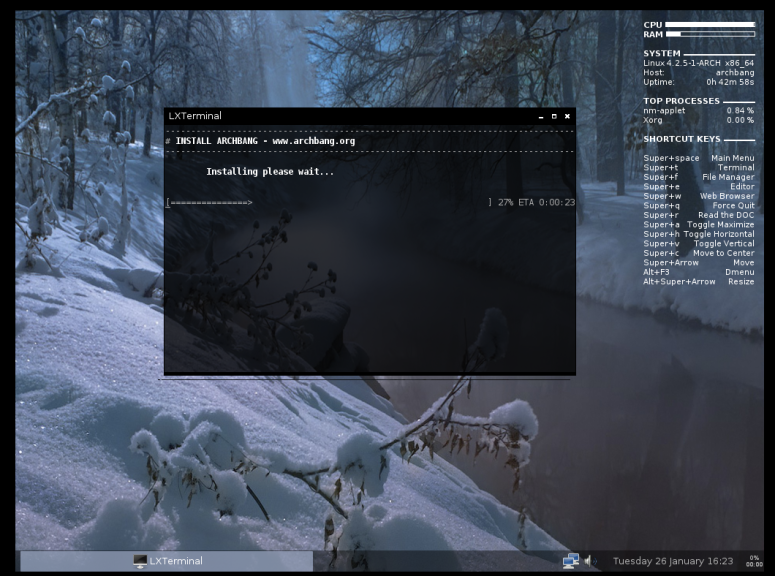 CPU
RAM
SYSTEM
Linux 4.2.5-1-ARCH x86_64
Host: archbang
Uptime: 0h 42m 58s
TOP PROCESSES
nm-applet 0.84 %
Xorg 0.00 %
SHORTCUT KEYS
Super+space Main Menu
Super+t Terminal
Super+f File Manager
Super+e Editor
Super+w Web Browser
Super+q Force Quit
Super+r Read the DOC
Super+a Toggle Maximize
Super+h Toggle Horizontal
Super+v Toggle Vertical
Super+c Move to Center
Super+Arrow Move
Alt+F3 Dmenu
Alt+Super+Arrow Resize
LXTerminal
# INSTALL ARCHBANG - www.archbang.org
Installing please wait...
[===============> ] 27% ETA 0:00:23
LXTerminal
Tuesday 26 January 16:23
0%
00:00